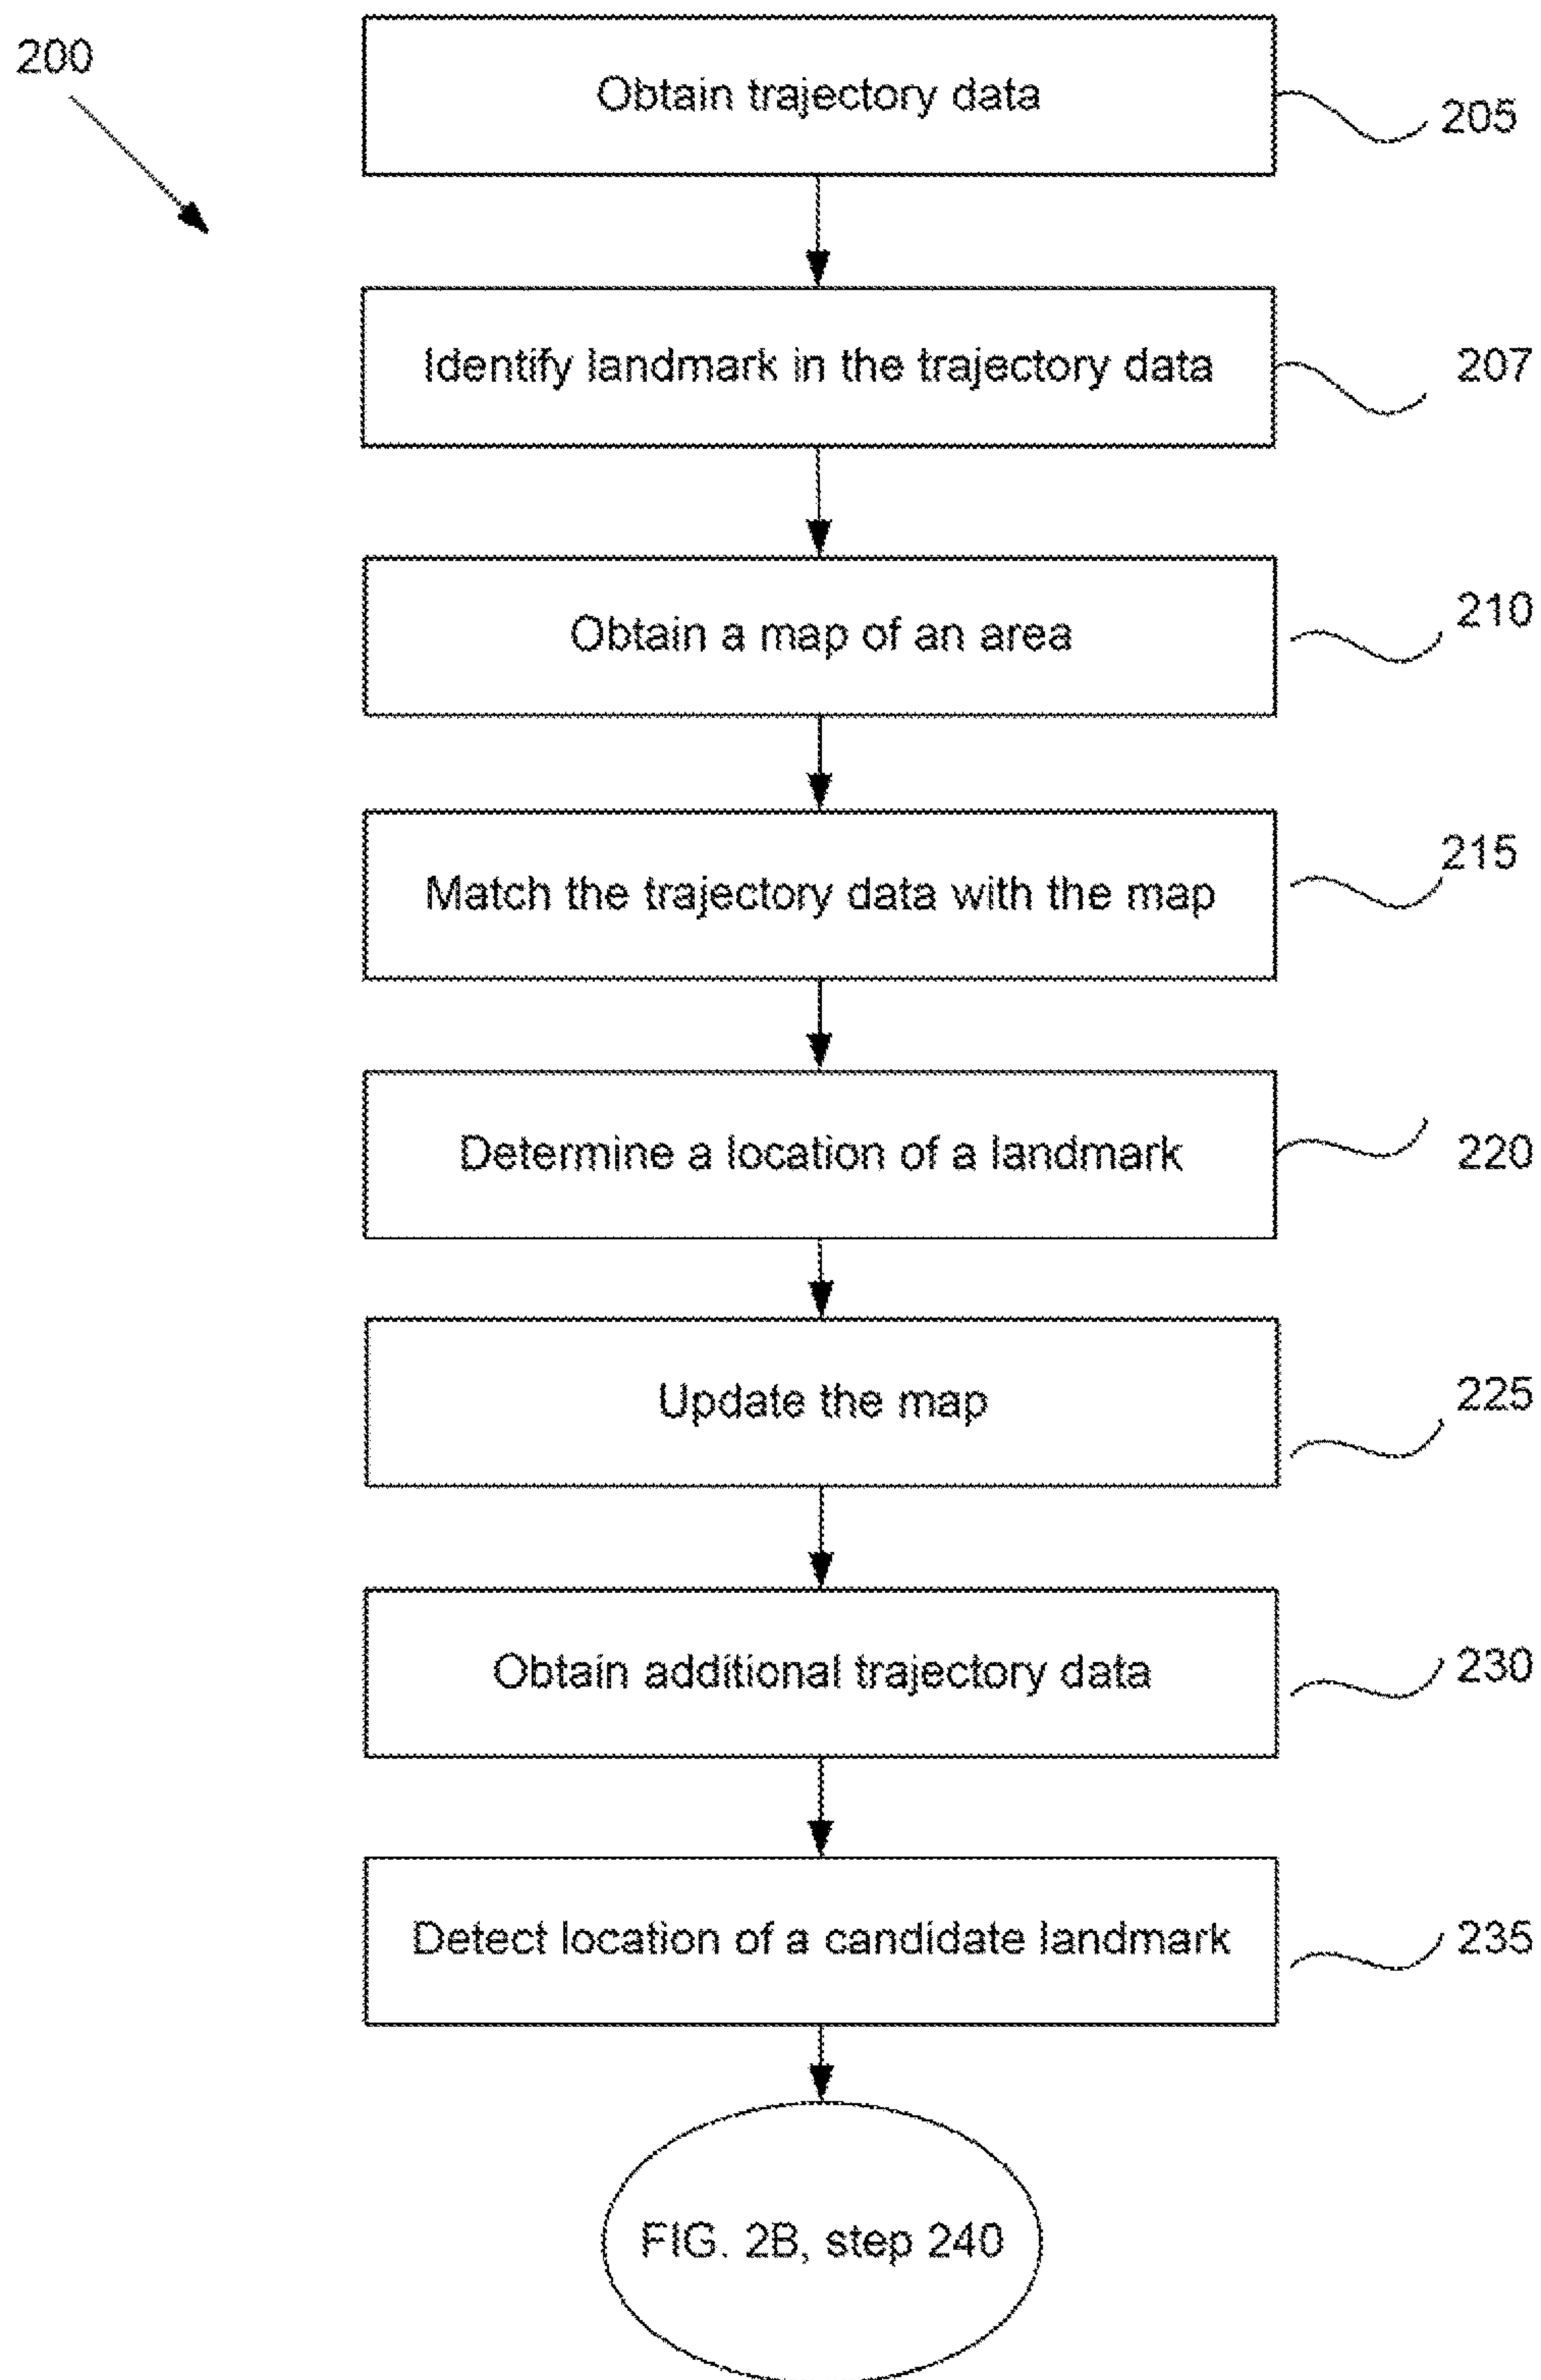 200
Obtain trajectory data
205
Identify landmark in the trajectory data
207
Obtain a map of an area
210
Match the trajectory data with the map
215
Determine a location of a landmark
220
Update the map
225
Obtain additional trajectory data
230
Detect location of a candidate landmark
235
FIG. 2B, step 240